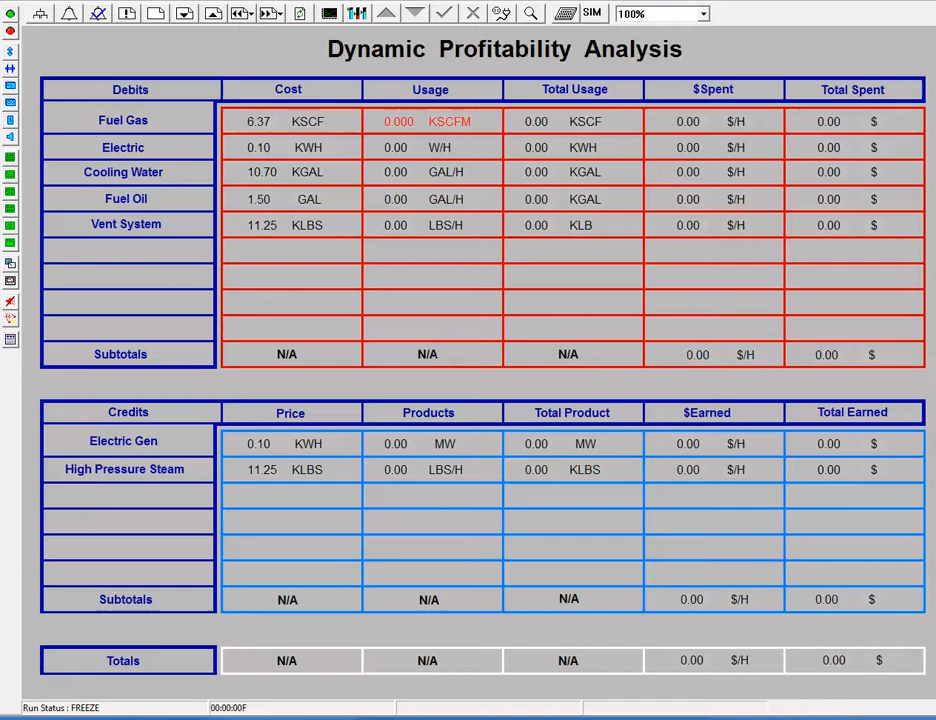 SIM 100%
Dynamic Profitability Analysis
Debits Cost Usage Total Usage $Spent Total Spent
Fuel Gas 6.37 KSCF 0.000 KSCFM 0.00 KSCF 0.00 $/H 0.00 $
Electric 0.10 KWH 0.00 W/H 0.00 KWH 0.00 $/H 0.00 $
Cooling Water 10.70 KGAL 0.00 GAL/H 0.00 KGAL 0.00 $/H 0.00 $
Fuel Oil 1.50 GAL 0.00 GAL/H 0.00 KGAL 0.00 $/H 0.00 $
Vent System 11.25 KLBS 0.00 LBS/H 0.00 KLB 0.00 $/H 0.00 $
Subtotals N/A N/A N/A 0.00 $/H 0.00 $
Credits Price Products Total Product $Earned Total Earned
Electric Gen 0.10 KWH 0.00 MW 0.00 MW 0.00 $/H 0.00 $
High Pressure Steam 11.25 KLBS 0.00 LBS/H 0.00 KLBS 0.00 $/H 0.00 $
Subtotals N/A N/A N/A 0.00 $/H 0.00 $
Totals N/A N/A N/A 0.00 $/H 0.00 $
Run Status : FREEZE 00:00:00F